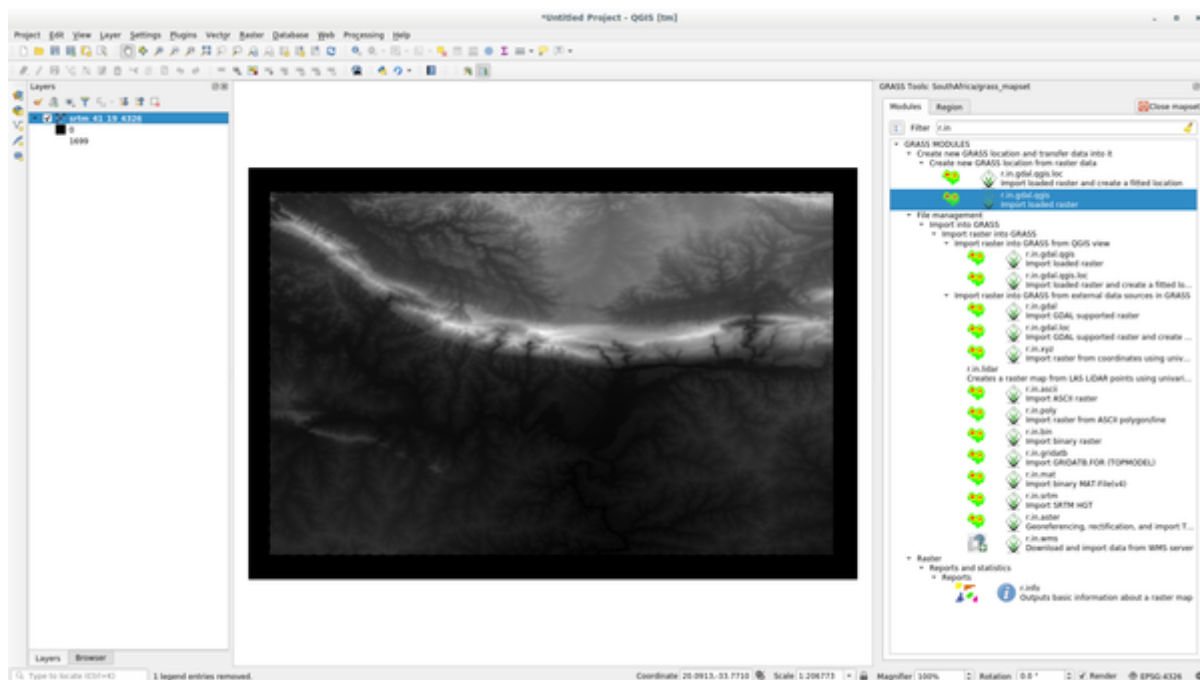 *Untitled Project - QGIS [tm]
Project Edit View Layer Settings Plugins Vector Raster Database Web Processing Help
Layers
srtm_41_19_4326
0
1699
Layers Browser
GRASS Tools: SouthAfrica/grass_mapset
Modules Region Close mapset
Filter r.in
GRASS MODULES
Create new GRASS location and transfer data into it
Create new GRASS location from raster data
r.in.gdal.qgis.loc
Import loaded raster and create a fitted location
r.in.gdal.qgis
Import loaded raster
File management
Import into GRASS
Import raster into GRASS
Import raster into GRASS from QGIS view
r.in.gdal.qgis
Import loaded raster
r.in.gdal.qgis.loc
Import loaded raster and create a fitted lo...
Import raster into GRASS from external data sources in GRASS
r.in.gdal
Import GDAL supported raster
r.in.gdal.loc
Import GDAL supported raster and create ...
r.in.xyz
Import raster from coordinates using univ...
r.in.lidar
Creates a raster map from LAS LiDAR points using univari...
r.in.ascii
Import ASCII raster
r.in.poly
Import raster from ASCII polygon/line
r.in.bin
Import binary raster
r.in.gridatb
Import GRIDATB.FOR (TOPMODEL)
r.in.mat
Import binary MAT-File(v4)
r.in.srtm
Import SRTM HGT
r.in.aster
Georeferencing, rectification, and import T...
r.in.wms
Download and import data from WMS server
Raster
Reports and statistics
Reports
r.info
Outputs basic information about a raster map
Type to locate (Ctrl+K) 1 legend entries removed. Coordinate 20.0913,-33.7710 Scale 1:206773 Magnifier 100% Rotation 0.0 ° Render EPSG:4326